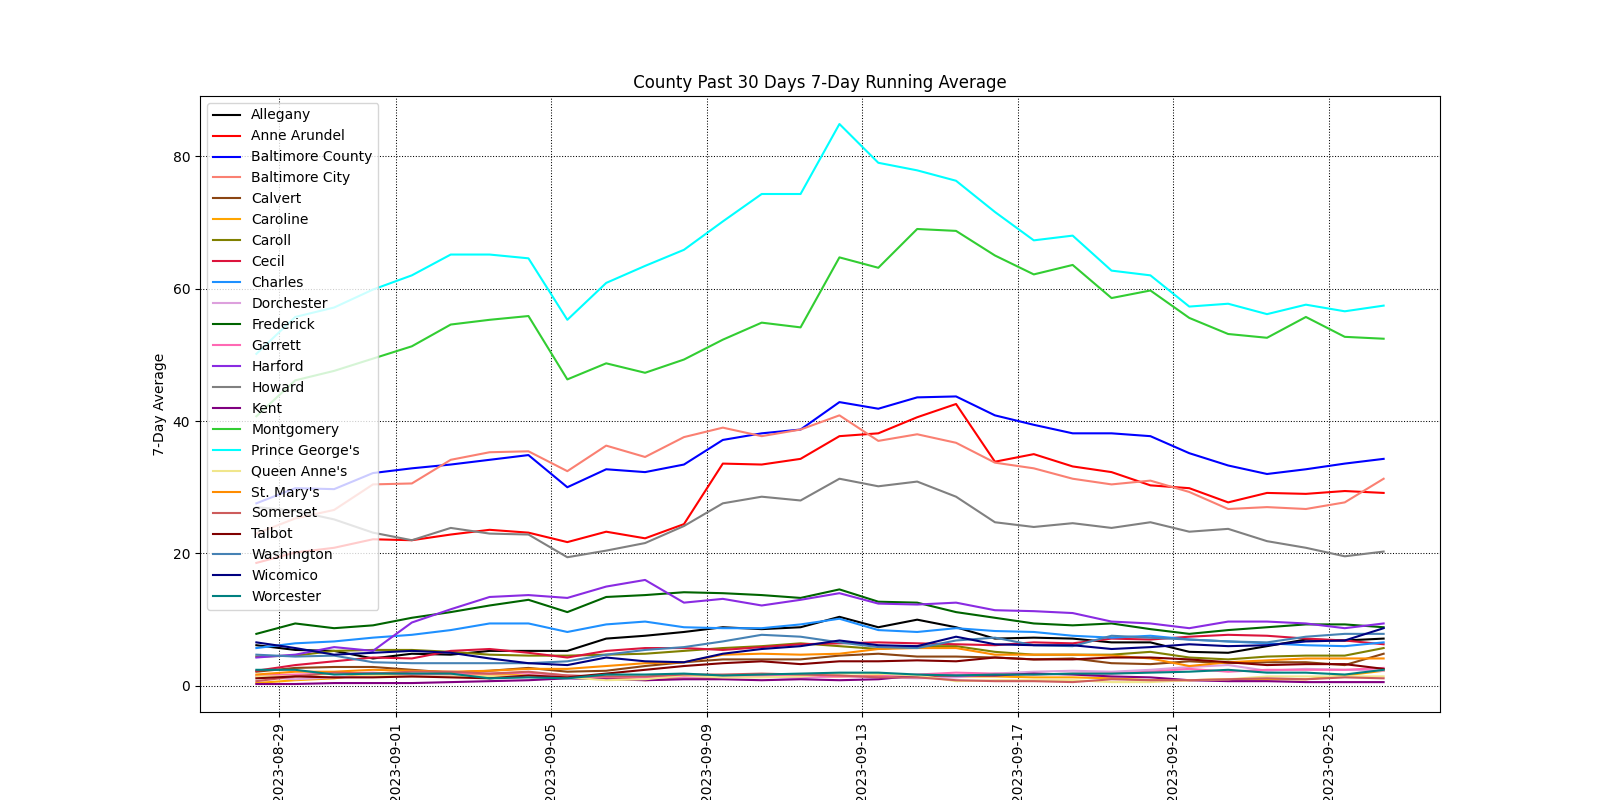 County Past 30 Days 7-Day Running Average
Allegany
Anne Arundel
Baltimore County
Baltimore City
Calvert
Caroline
Caroll
Cecil
Charles
Dorchester
Frederick
Garrett
Harford
Howard
Kent
Montgomery
Prince George's
Queen Anne's
St. Mary's
Somerset
Talbot
Washington
Wicomico
Worcester
7-Day Average
80
60
40
20
0
2023-08-29
2023-09-01
2023-09-05
2023-09-09
2023-09-13
2023-09-17
2023-09-21
2023-09-25